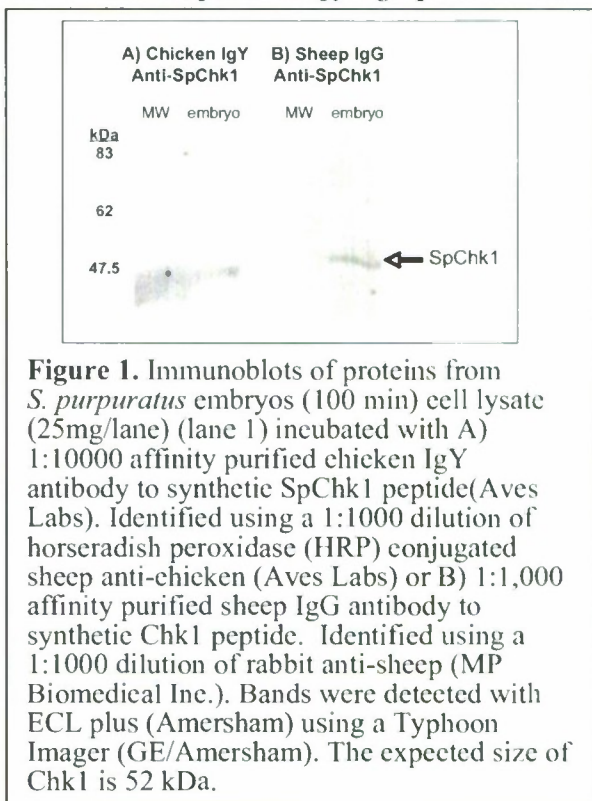 A) Chicken IgY B) Sheep IgG
Anti-SpChk1 Anti-SpChk1
MW embryo MW embryo
kDa
83
62
47.5
SpChk1
Figure 1. Immunoblots of proteins from
S. purpuratus embryos (100 min) cell lysate
(25mg/lane) (lane 1) incubated with A)
1:10000 affinity purified chicken IgY
antibody to synthetic SpChk1 peptide(Aves
Labs). Identified using a 1:1000 dilution of
horseradish peroxidase (HRP) conjugated
sheep anti-chicken (Aves Labs) or B) 1:1,000
affinity purified sheep IgG antibody to
synthetic Chk1 peptide. Identified using a
1:1000 dilution of rabbit anti-sheep (MP
Biomedical Inc.). Bands were detected with
ECL plus (Amersham) using a Typhoon
Imager (GE/Amersham). The expected size of
Chk1 is 52 kDa.